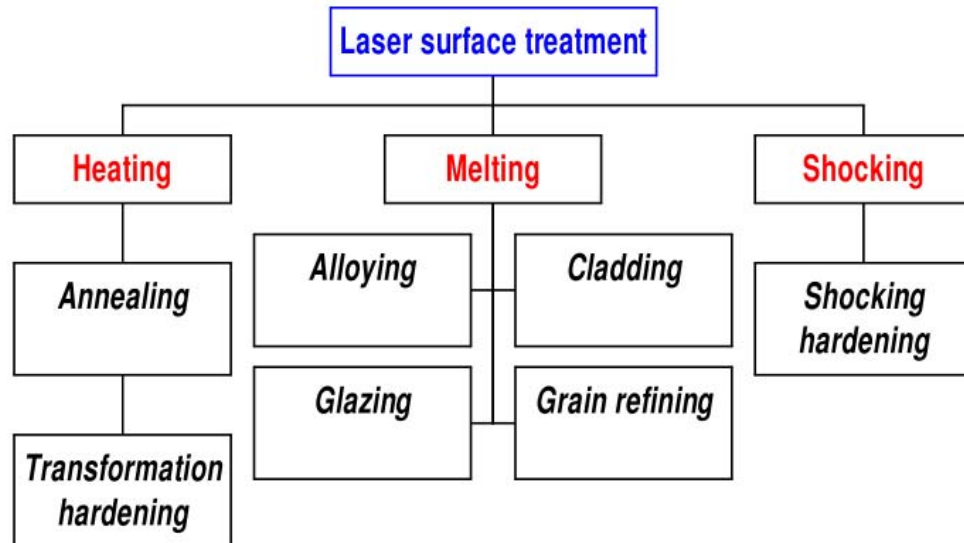 Laser surface treatment
Heating
Melting
Shocking
Annealing
Alloying
Cladding
Shocking
hardening
Glazing
Grain refining
Transformation
hardening